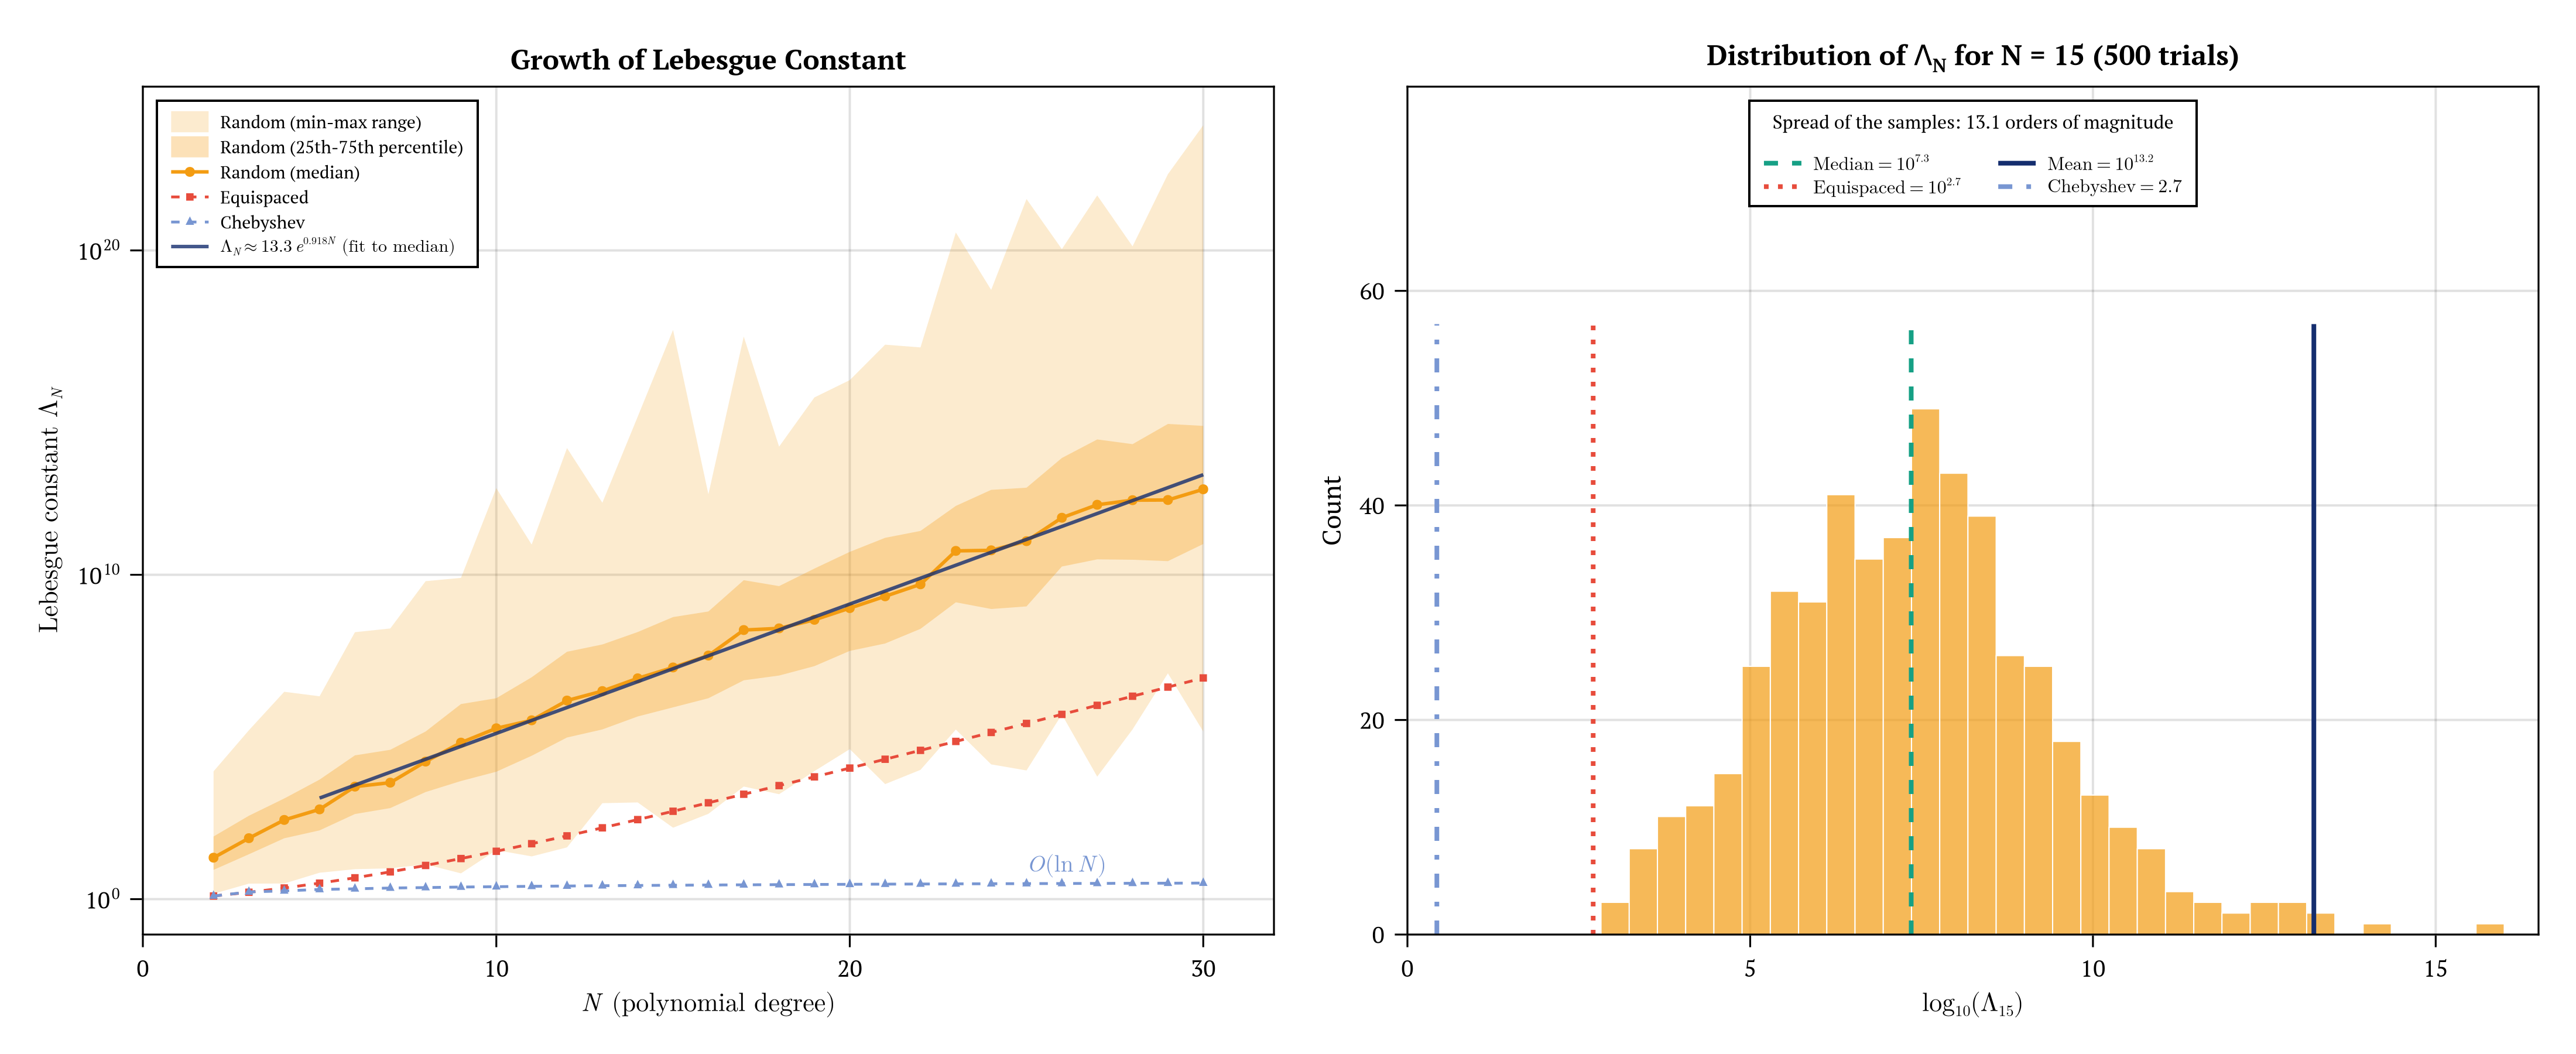 Growth of Lebesgue Constant
Random (min-max range)
Random (25th-75th percentile)
Random (median)
Equispaced
Chebyshev
Λ_N ≈ 13.3 e^{0.918N} (fit to median)
10^{20}
10^{10}
10^0
Lebesgue constant Λ_N
O(ln N)
0
10
20
30
N (polynomial degree)
Distribution of Λ_N for N = 15 (500 trials)
Spread of the samples: 13.1 orders of magnitude
Median = 10^{7.3}
Mean = 10^{13.2}
Equispaced = 10^{2.7}
Chebyshev = 2.7
60
40
20
0
Count
0
5
10
15
log_{10}(Λ_{15})